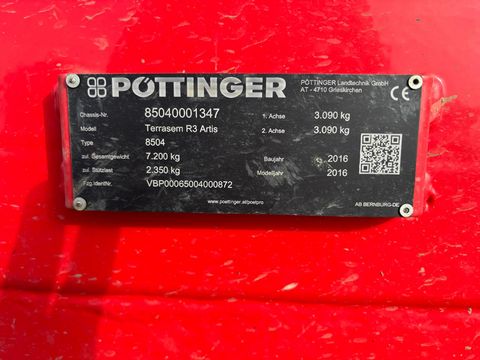 PÖTTINGER
PÖTTINGER Landtechnik GmbH
AT - 4710 Grieskirchen
CE
Chassis-Nr. 85040001347 1. Achse 3.090 kg
Modell Terrasem R3 Artis 2. Achse 3.090 kg
Type 8504
zul. Gesamtgewicht 7.200 kg Baujahr 2016
zul. Stützlast 2.350 kg Modelljahr 2016
Fzg.IdentNr. VBP00065004000872
www.poettinger.at/poetpro
AB BERNBURG-DE